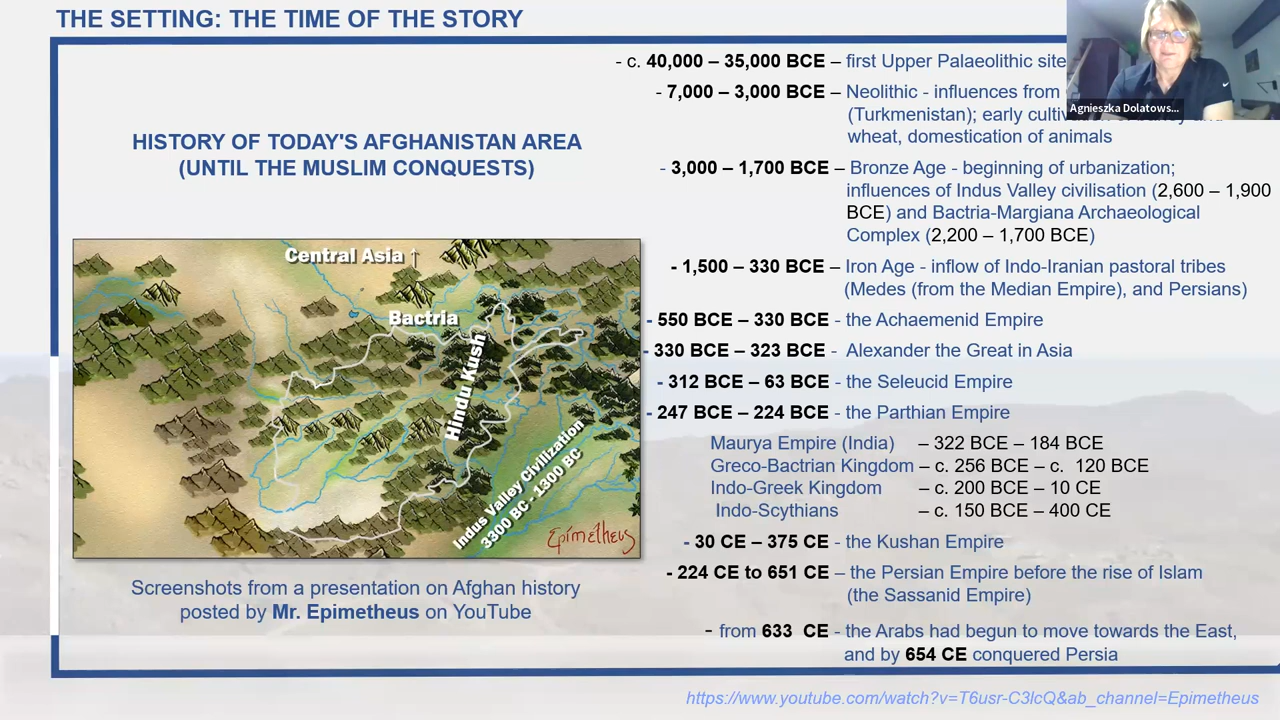 THE SETTING: THE TIME OF THE STORY
HISTORY OF TODAY'S AFGHANISTAN AREA
(UNTIL THE MUSLIM CONQUESTS)
Central Asia ↑
Bactria
Hindu Kush
Indus Valley Civilization
3300 BC - 1300 BC
Epimetheus
Screenshots from a presentation on Afghan history
posted by Mr. Epimetheus on YouTube
- c. 40,000 – 35,000 BCE – first Upper Palaeolithic site
- 7,000 – 3,000 BCE – Neolithic - influences from
(Turkmenistan); early
wheat, domestication of animals
- 3,000 – 1,700 BCE – Bronze Age - beginning of urbanization;
influences of Indus Valley civilisation (2,600 – 1,900
BCE) and Bactria-Margiana Archaeological
Complex (2,200 – 1,700 BCE)
- 1,500 – 330 BCE – Iron Age - inflow of Indo-Iranian pastoral tribes
(Medes (from the Median Empire), and Persians)
- 550 BCE – 330 BCE - the Achaemenid Empire
- 330 BCE – 323 BCE - Alexander the Great in Asia
- 312 BCE – 63 BCE - the Seleucid Empire
- 247 BCE – 224 BCE - the Parthian Empire
Maurya Empire (India) – 322 BCE – 184 BCE
Greco-Bactrian Kingdom – c. 256 BCE – c. 120 BCE
Indo-Greek Kingdom – c. 200 BCE – 10 CE
Indo-Scythians – c. 150 BCE – 400 CE
- 30 CE – 375 CE - the Kushan Empire
- 224 CE to 651 CE – the Persian Empire before the rise of Islam
(the Sassanid Empire)
- from 633 CE - the Arabs had begun to move towards the East,
and by 654 CE conquered Persia
https://www.youtube.com/watch?v=T6usr-C3lcQ&ab_channel=Epimetheus
Agnieszka Dolatows...